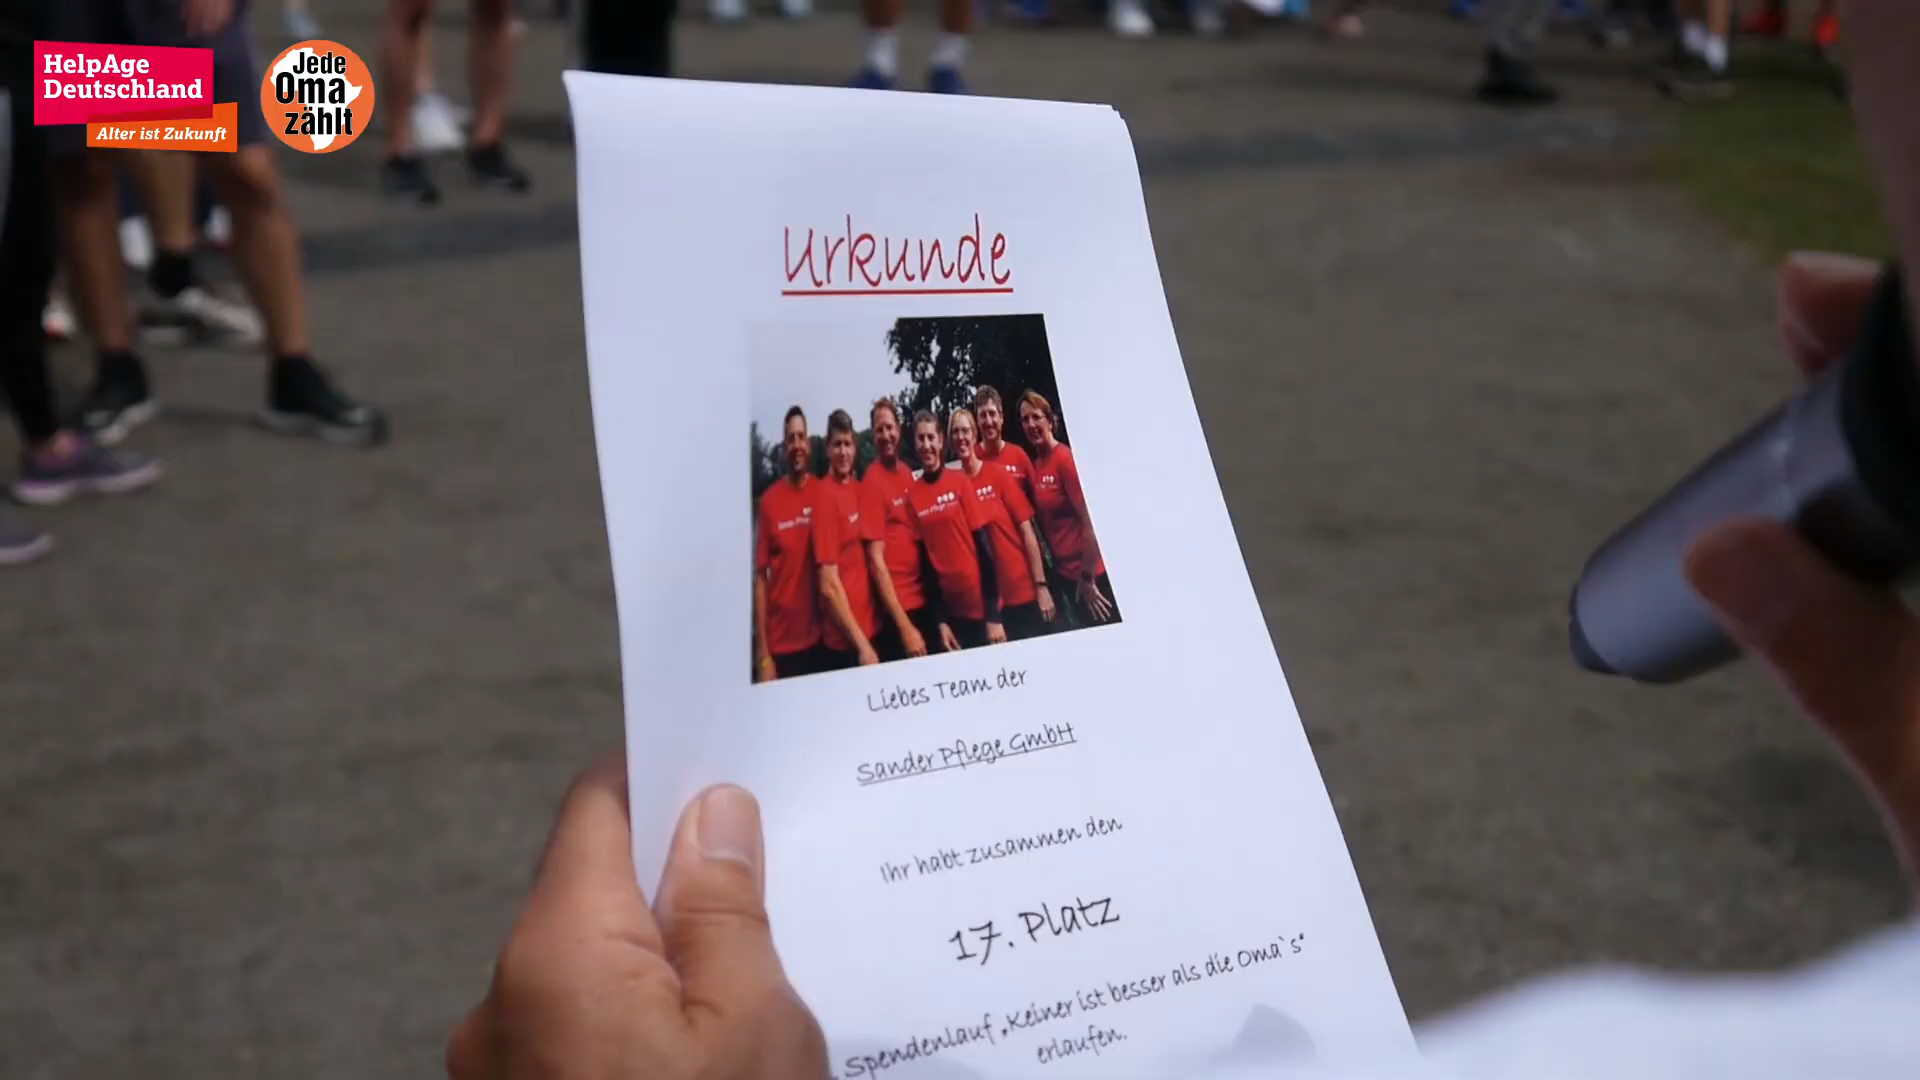 HelpAge
Deutschland
Alter ist Zukunft
Jede
Oma
zählt
Urkunde
Liebes Team der
Sander Pflege GmbH
Ihr habt zusammen den
17. Platz
Spendenlauf „Keiner ist besser als die Oma`s“
erlaufen.